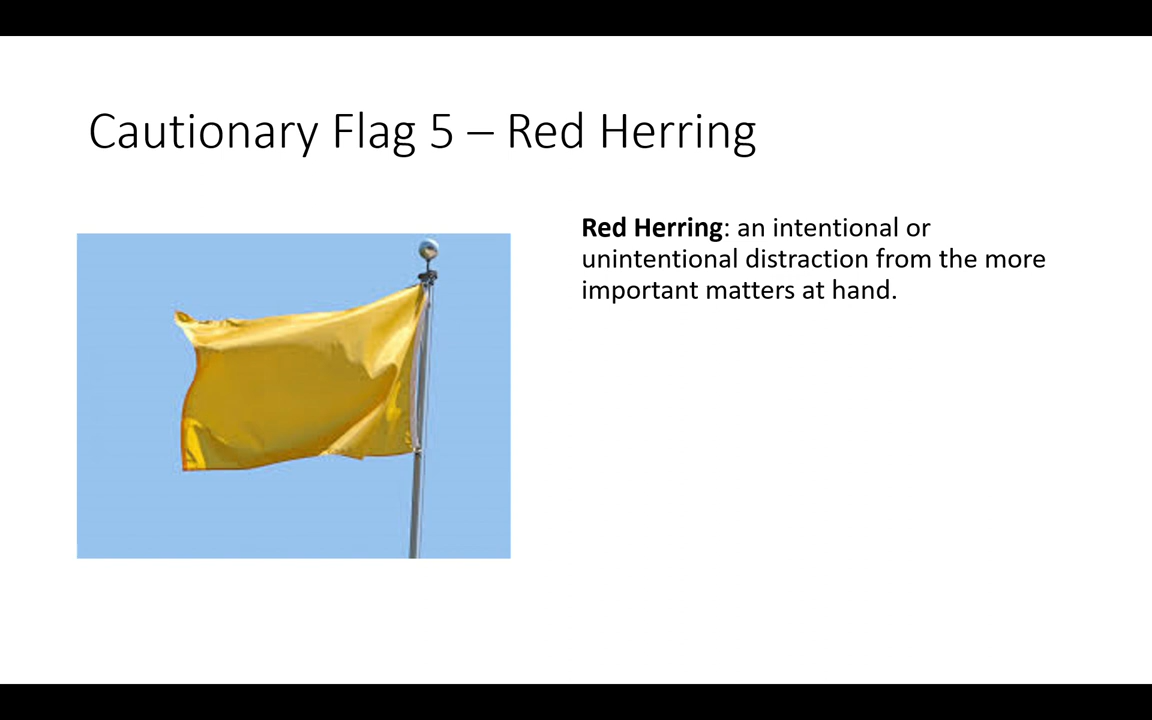 Cautionary Flag 5 – Red Herring
Red Herring: an intentional or
unintentional distraction from the more
important matters at hand.